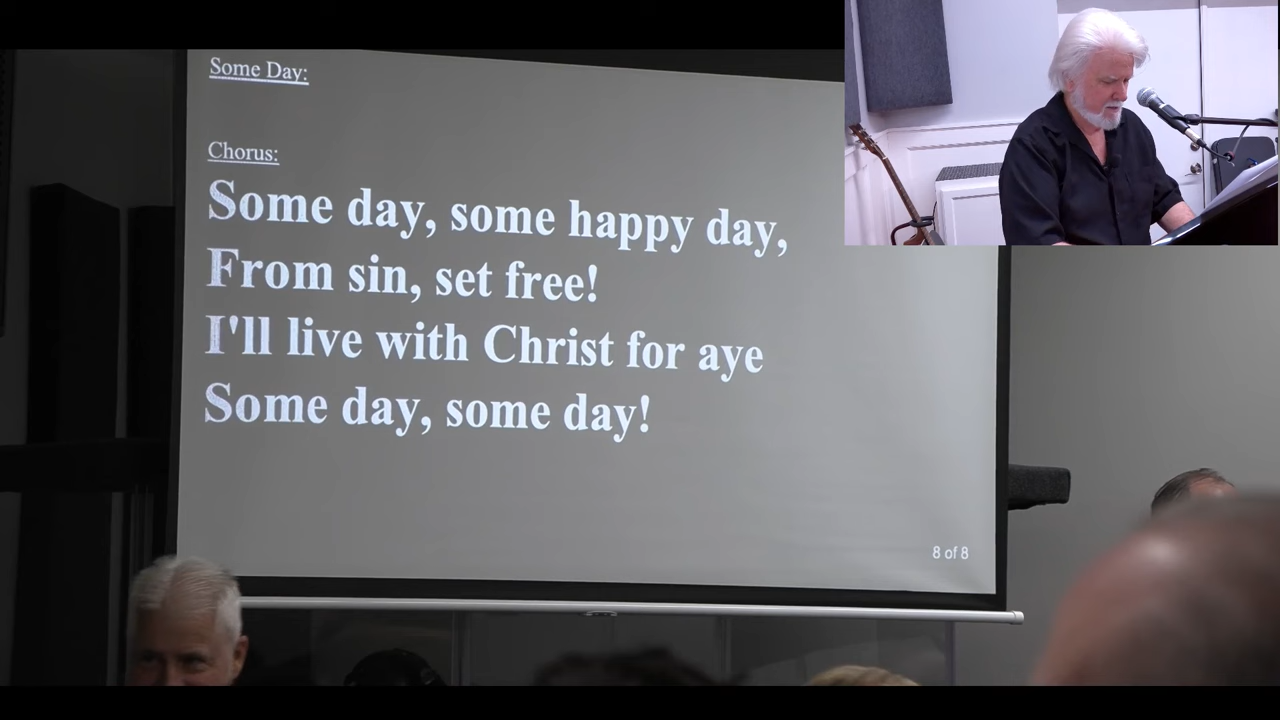 Some Day:
Chorus:
Some day, some happy day,
From sin, set free!
I'll live with Christ for aye
Some day, some day!
8 of 8